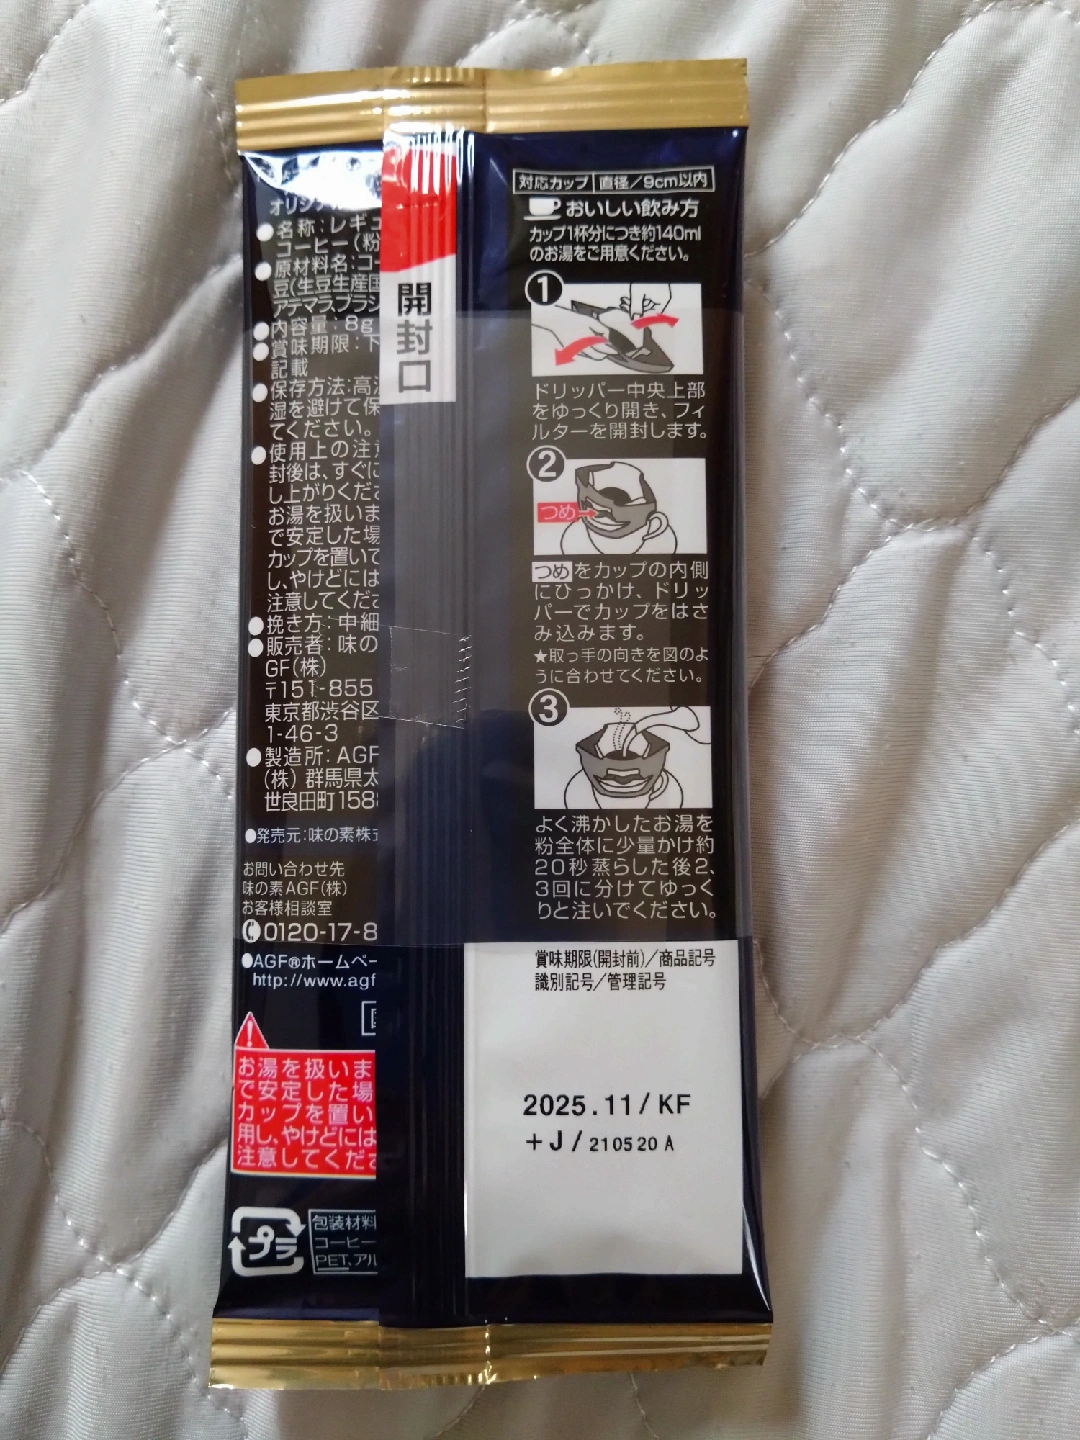 オリジ
●名称：レギュ
コーヒー（粉
●原材料名：コー
豆（生豆生産国
アテマラ、ブラジ
●内容量：8g
●賞味期限：下
記載
●保存方法：高温
湿を避けて保
てください。
●使用上の注
封後は、すぐに
し上がりくださ
お湯を扱いま
で安定した場
カップを置いて
し、やけどには
注意してくださ
●挽き方：中細
●販売者：味の
GF（株）
〒151-855
東京都渋谷区
1-46-3
●製造所：AGF
（株） 群馬県太
世良田町158
●発売元：味の素株式
お問い合わせ先
味の素AGF（株）
お客様相談室
0120-17-8
●AGF®ホームペー
http://www.agf
お湯を扱いま
で安定した場
カップを置い
用し、やけどには
注意してくださ
プラ
包装材料
コーヒー
PET、アル
開封口
対応カップ 直径／9cm以内
おいしい飲み方
カップ1杯分につき約140ml
のお湯をご用意ください。
1
ドリッパー中央上部
をゆっくり開き、フィ
ルターを開封します。
2
つめ
つめをカップの内側
にひっかけ、ドリッ
パーでカップをはさ
み込みます。
★取っ手の向きを図のよ
うに合わせてください。
3
よく沸かしたお湯を
粉全体に少量かけ約
20秒蒸らした後2、
3回に分けてゆっく
りと注いでください。
賞味期限（開封前）／商品記号
識別記号／管理記号
2025.11/KF
+J/210520A